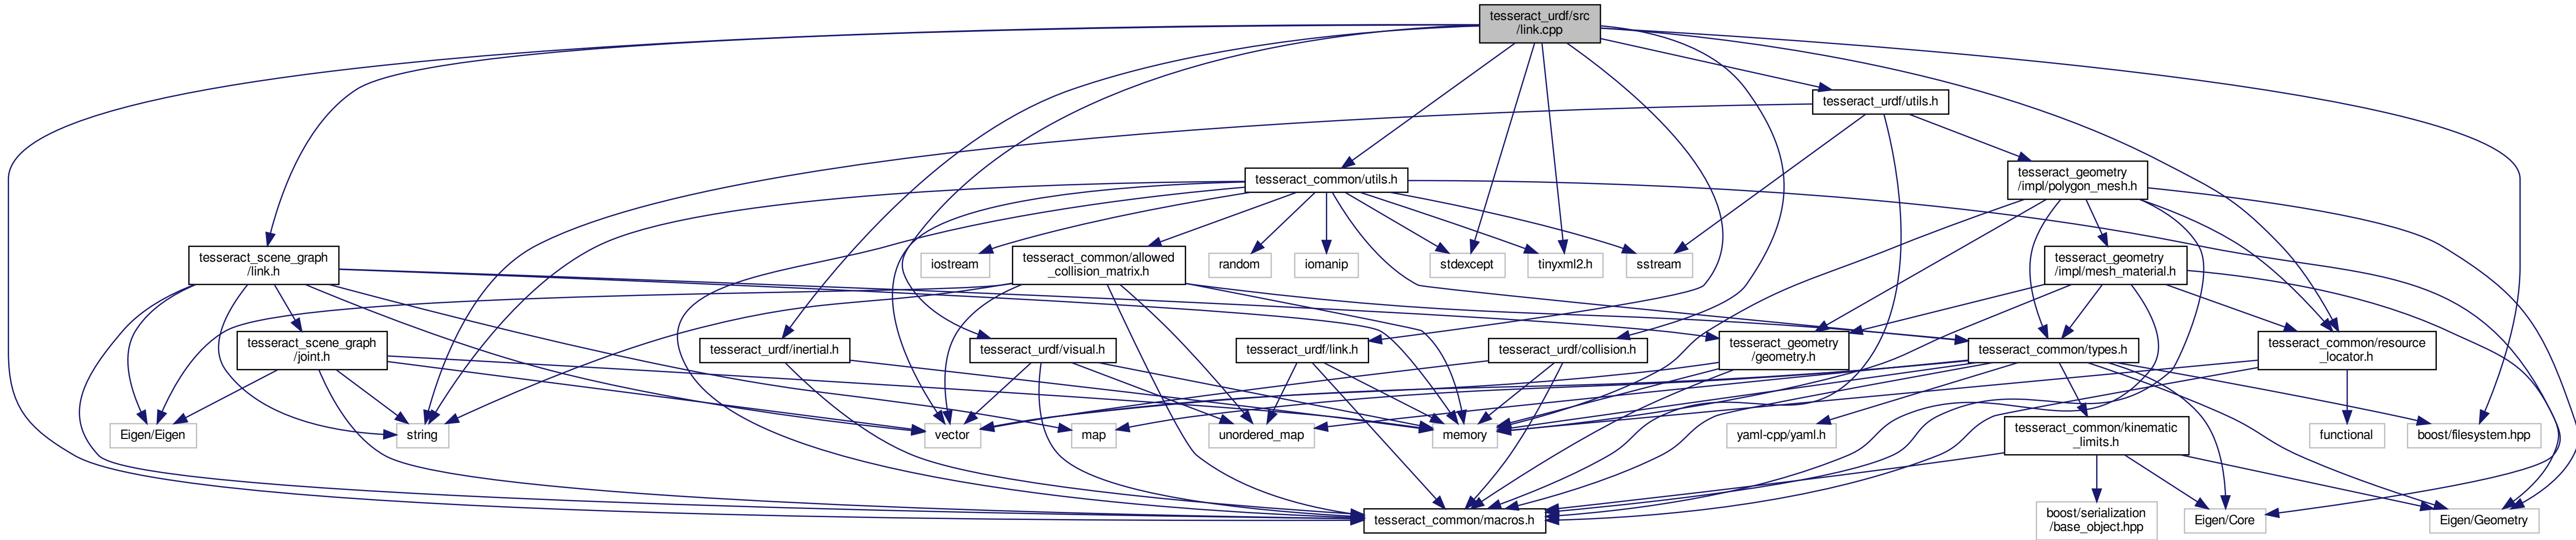 tesseract_urdf/src
/link.cpp
tesseract_urdf/utils.h
tesseract_common/utils.h
tesseract_geometry
/impl/polygon_mesh.h
tesseract_scene_graph
/link.h
iostream
tesseract_common/allowed
_collision_matrix.h
random
iomanip
stdexcept
tinyxml2.h
sstream
tesseract_geometry
/impl/mesh_material.h
tesseract_scene_graph
/joint.h
tesseract_urdf/inertial.h
tesseract_urdf/visual.h
tesseract_urdf/link.h
tesseract_urdf/collision.h
tesseract_geometry
/geometry.h
tesseract_common/types.h
tesseract_common/resource
_locator.h
Eigen/Eigen
string
vector
map
unordered_map
memory
yaml-cpp/yaml.h
tesseract_common/kinematic
_limits.h
functional
boost/filesystem.hpp
tesseract_common/macros.h
boost/serialization
/base_object.hpp
Eigen/Core
Eigen/Geometry